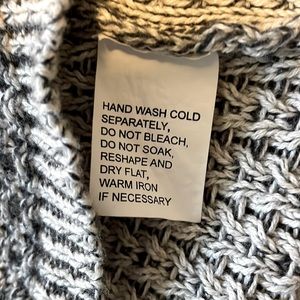 HAND WASH COLD
SEPARATELY,
DO NOT BLEACH,
DO NOT SOAK,
RESHAPE AND
DRY FLAT,
WARM IRON
IF NECESSARY